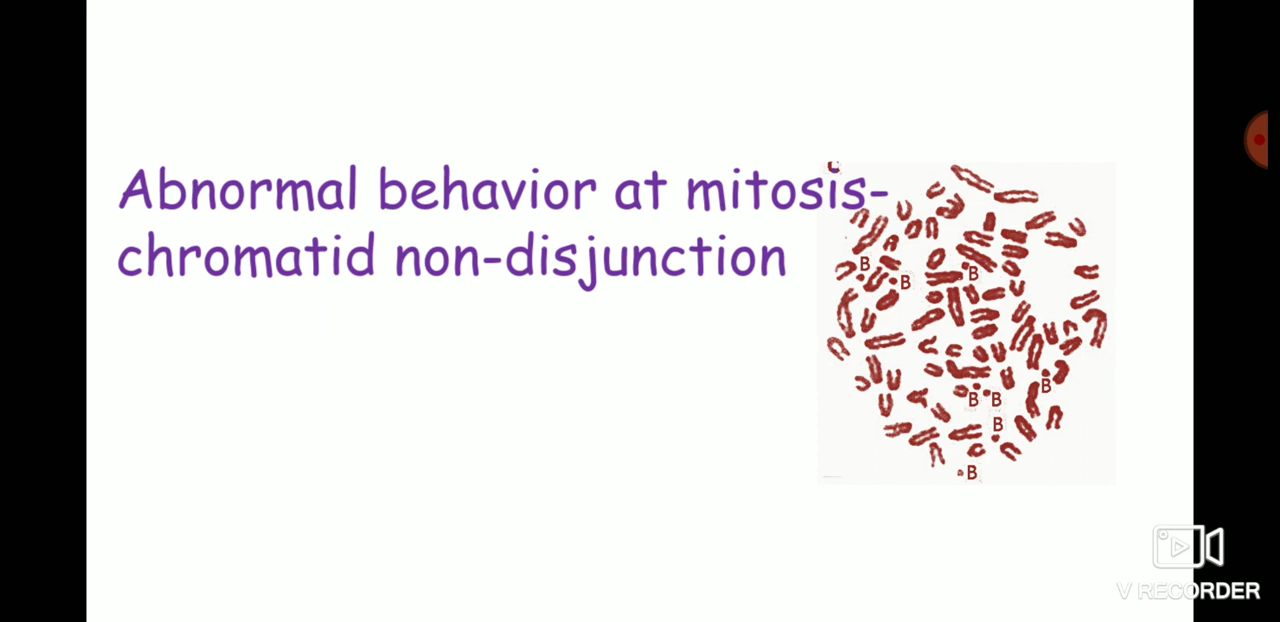 Abnormal behavior at mitosis-
chromatid non-disjunction
C
B
B
B
B
B
B
B
B
V RECORDER